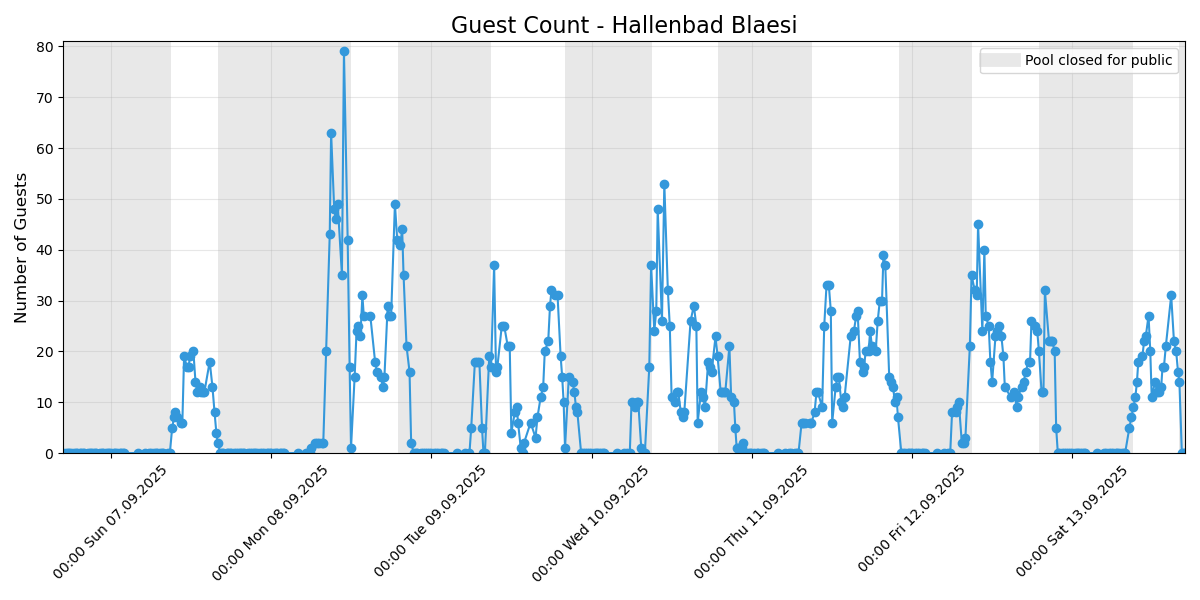 Guest Count - Hallenbad Blaesi
Pool closed for public
Number of Guests
80
70
60
50
40
30
20
10
0
00:00 Sun 07.09.2025
00:00 Mon 08.09.2025
00:00 Tue 09.09.2025
00:00 Wed 10.09.2025
00:00 Thu 11.09.2025
00:00 Fri 12.09.2025
00:00 Sat 13.09.2025